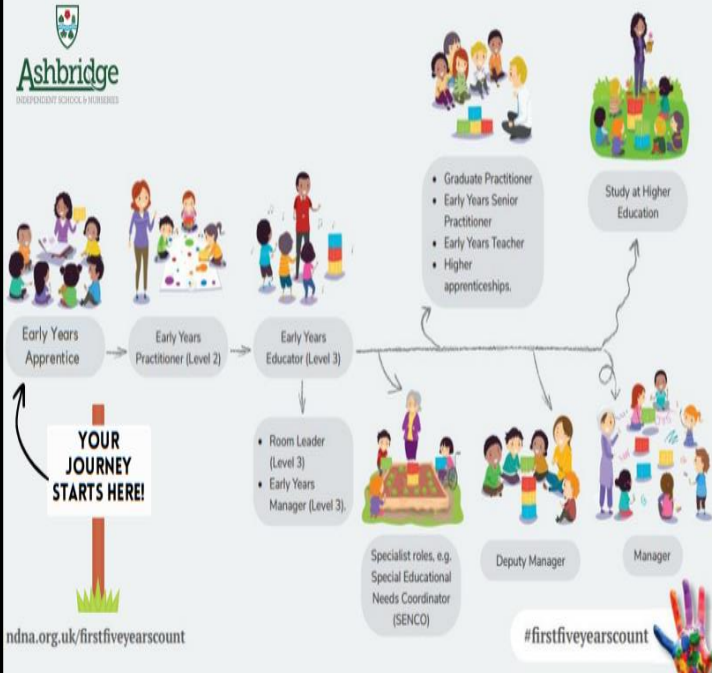 Ashbridge
INDEPENDENT SCHOOL & NURSERIES
• Graduate Practitioner
• Early Years Senior
Practitioner
• Early Years Teacher
• Higher
apprenticeships.
Study at Higher
Education
Early Years
Apprentice
Early Years
Practitioner (Level 2)
Early Years
Educator (Level 3)
YOUR
JOURNEY
STARTS HERE!
• Room Leader
(Level 3)
• Early Years
Manager (Level 3).
Specialist roles, e.g.
Special Educational
Needs Coordinator
(SENCO)
Deputy Manager
Manager
ndna.org.uk/firstfiveyearscount
#firstfiveyearscount